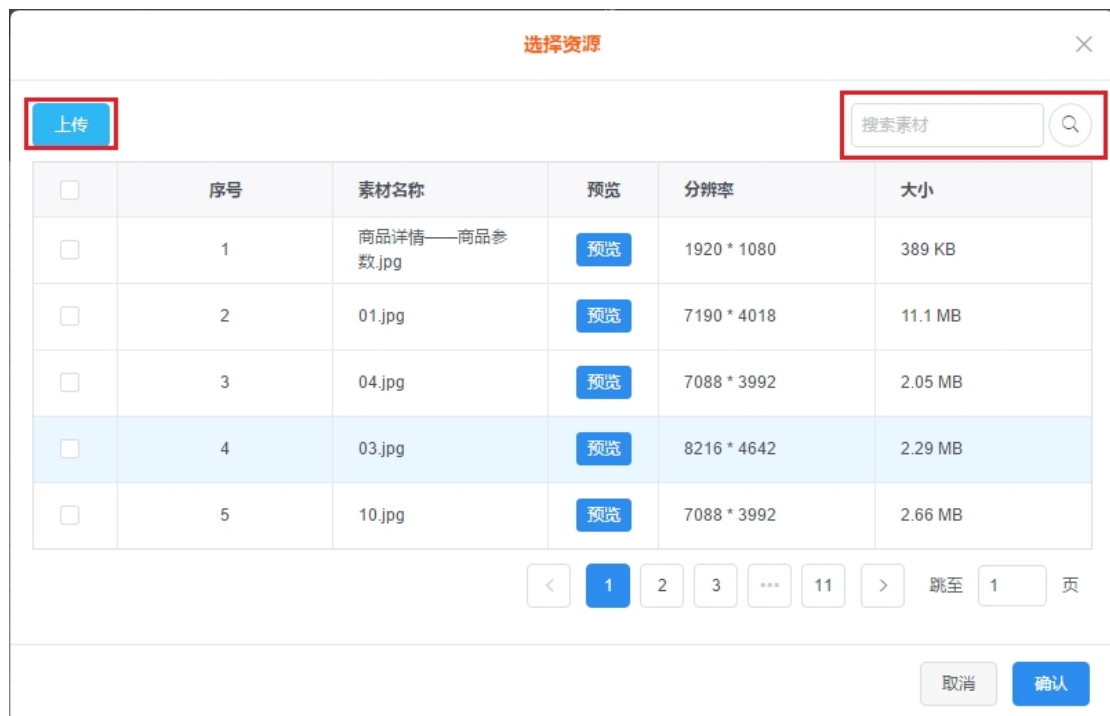 选择资源
上传
搜索素材
序号 素材名称 预览 分辨率 大小
1 商品详情——商品参 预览 1920 * 1080 389 KB
数.jpg
2 01.jpg 预览 7190 * 4018 11.1 MB
3 04.jpg 预览 7088 * 3992 2.05 MB
4 03.jpg 预览 8216 * 4642 2.29 MB
5 10.jpg 预览 7088 * 3992 2.66 MB
< 1 2 3 ••• 11 > 跳至 1 页
取消 确认